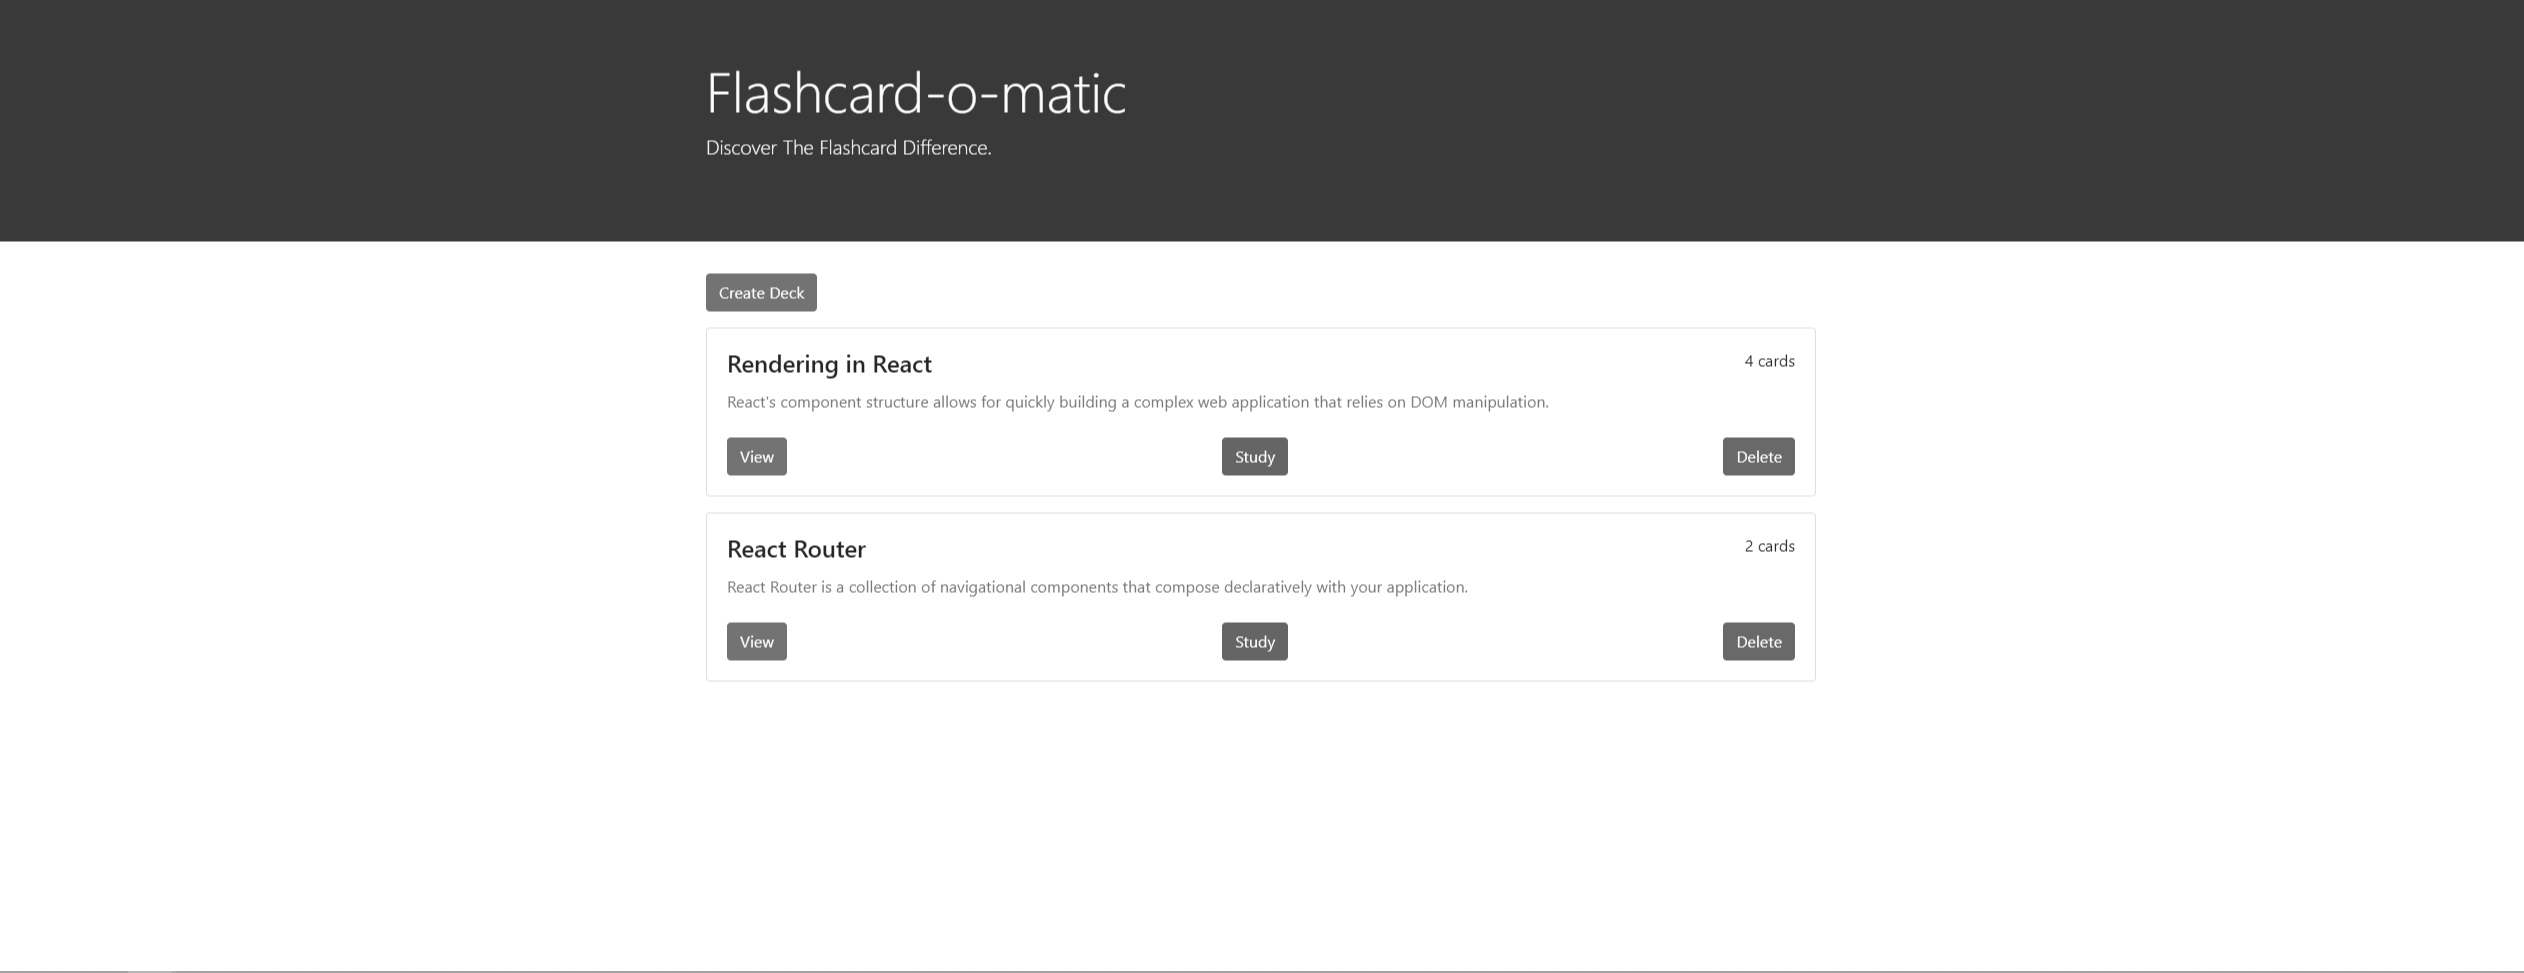 Flashcard-o-matic
Discover The Flashcard Difference.
Create Deck
Rendering in React
4 cards
React's component structure allows for quickly building a complex web application that relies on DOM manipulation.
View
Study
Delete
React Router
2 cards
React Router is a collection of navigational components that compose declaratively with your application.
View
Study
Delete